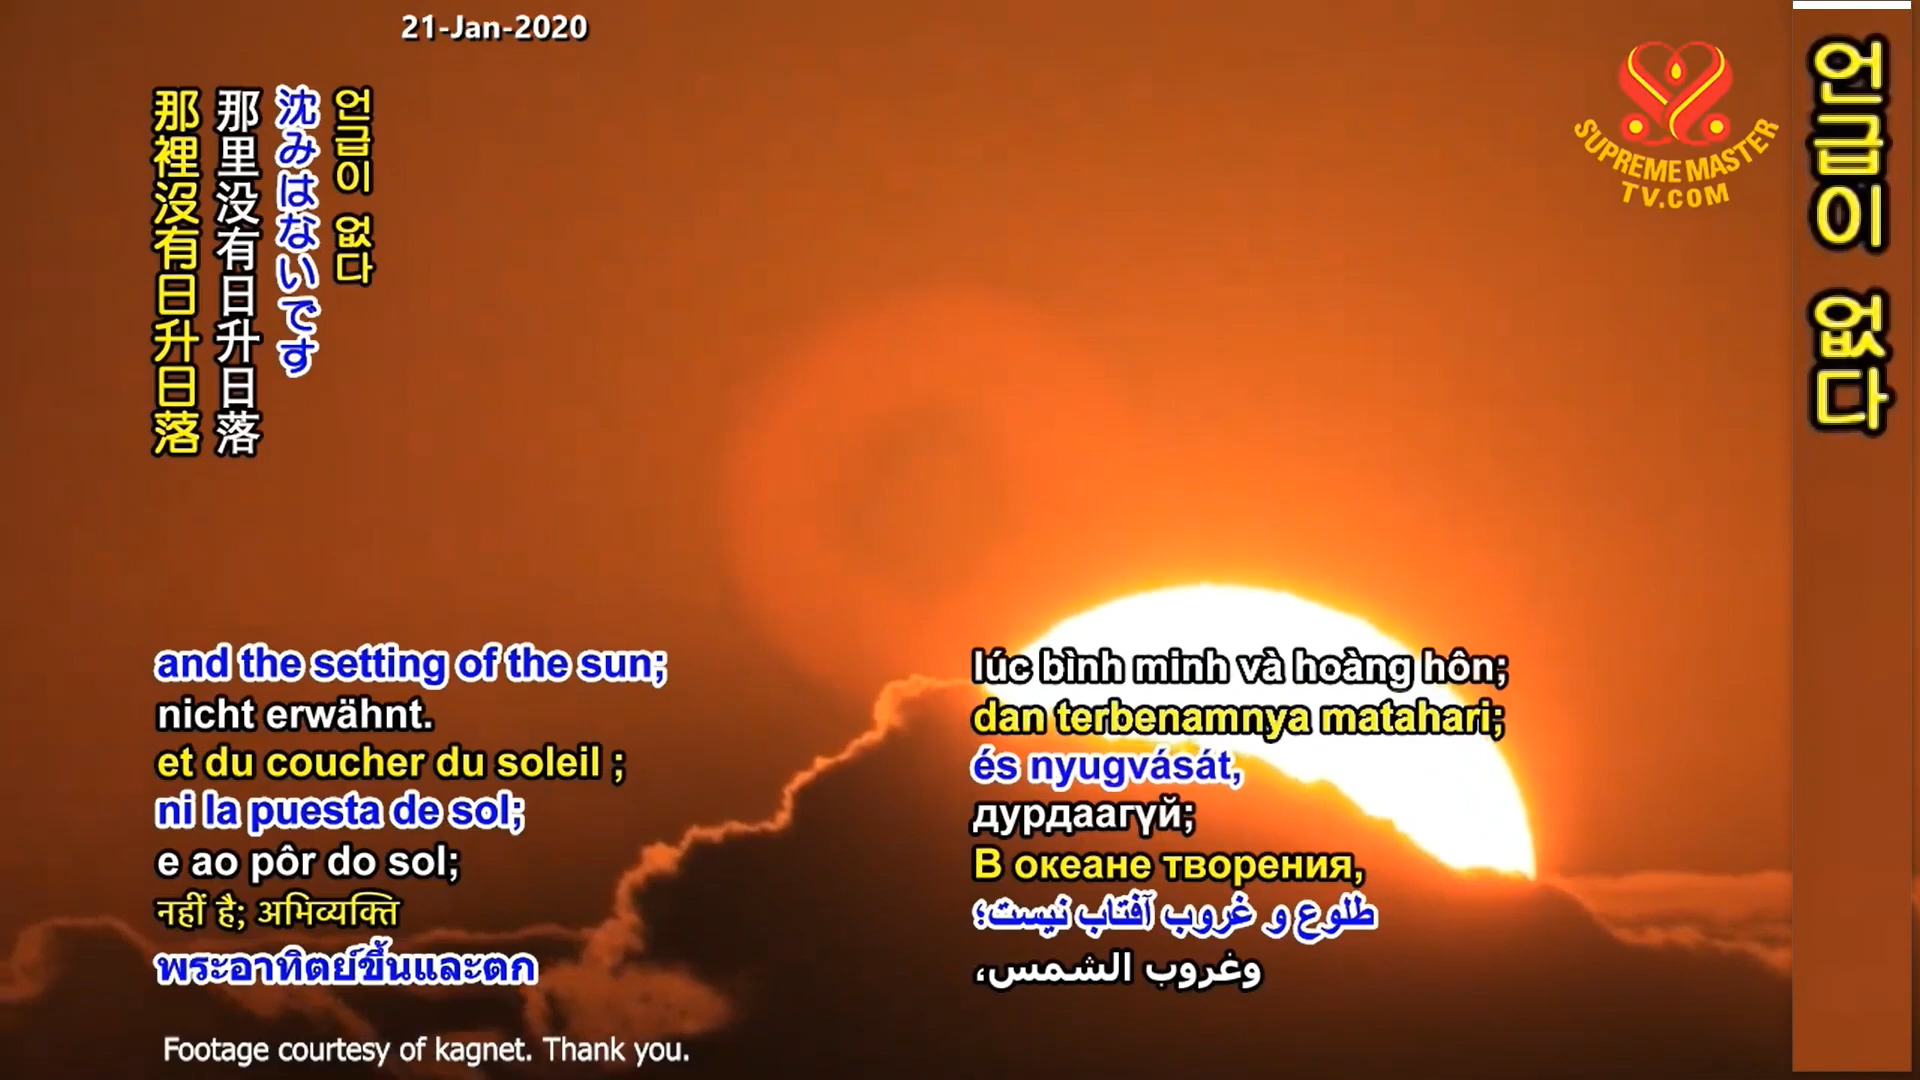 21-Jan-2020
언급이 없다
沈みはないです
那里没有日升日落
那裡沒有日升日落
SUPREME MASTER
TV.COM
언급이 없다
and the setting of the sun;
nicht erwähnt.
et du coucher du soleil ;
ni la puesta de sol;
e ao pôr do sol;
नहीं है; अभिव्यक्ति
พระอาทิตย์ขึ้นและตก
lúc bình minh và hoàng hôn;
dan terbenamnya matahari;
és nyugvását,
дурдаагүй;
В океане творения,
طلوع و غروب آفتاب نیست؛
وغروب الشمس،
Footage courtesy of kagnet. Thank you.